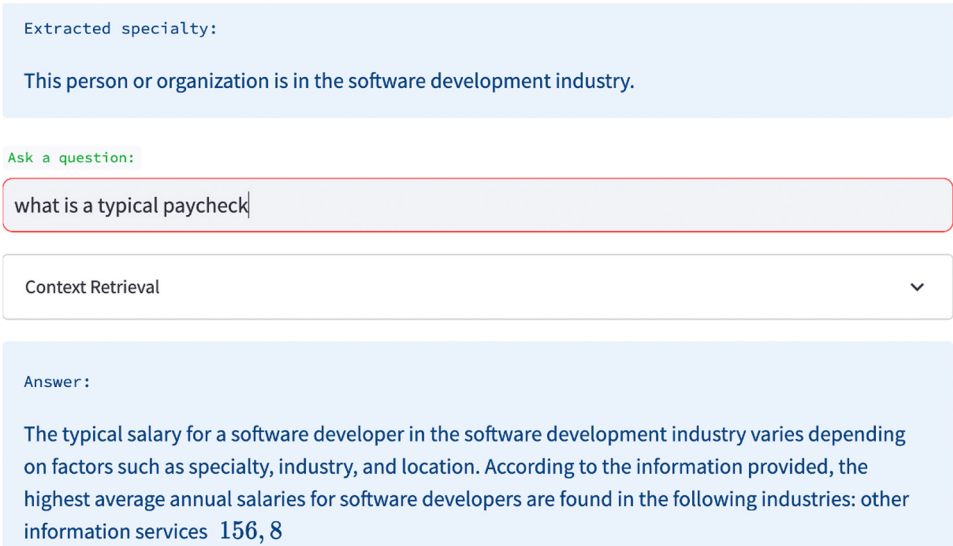 Extracted specialty:
This person or organization is in the software development industry.
Ask a question:
what is a typical paycheck
Context Retrieval
Answer:
The typical salary for a software developer in the software development industry varies depending
on factors such as specialty, industry, and location. According to the information provided, the
highest average annual salaries for software developers are found in the following industries: other
information services 156, 8